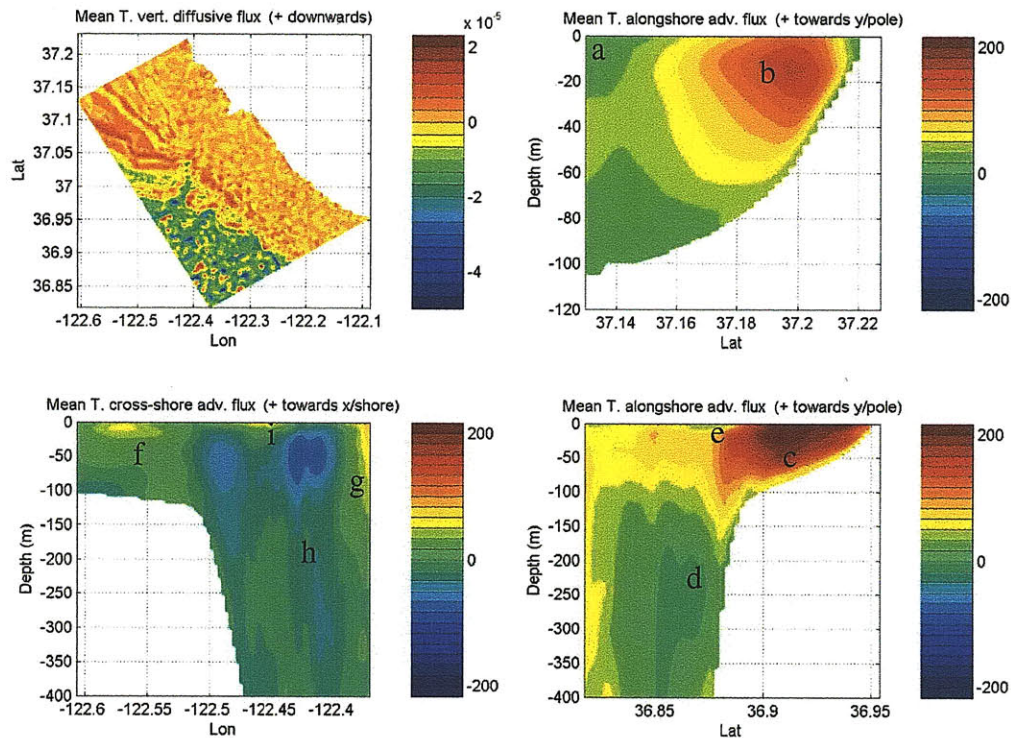 Mean T. vert. diffusive flux (+ downwards)
x 10⁻⁵
37.2
37.15
37.1
37.05
37
36.95
36.9
36.85
Lat
-122.6 -122.5 -122.4 -122.3 -122.2 -122.1
Lon
2
0
-2
-4
Mean T. alongshore adv. flux (+ towards y/pole)
0
-20
-40
-60
-80
-100
-120
Depth (m)
a
b
37.14 37.16 37.18 37.2 37.22
Lat
200
100
0
-100
-200
Mean T. cross-shore adv. flux (+ towards x/shore)
0
-50
-100
-150
-200
-250
-300
-350
-400
Depth (m)
f
i
g
h
-122.6 -122.55 -122.5 -122.45 -122.4
Lon
200
100
0
-100
-200
Mean T. alongshore adv. flux (+ towards y/pole)
0
-50
-100
-150
-200
-250
-300
-350
-400
Depth (m)
e
c
d
36.85 36.9 36.95
Lat
200
100
0
-100
-200